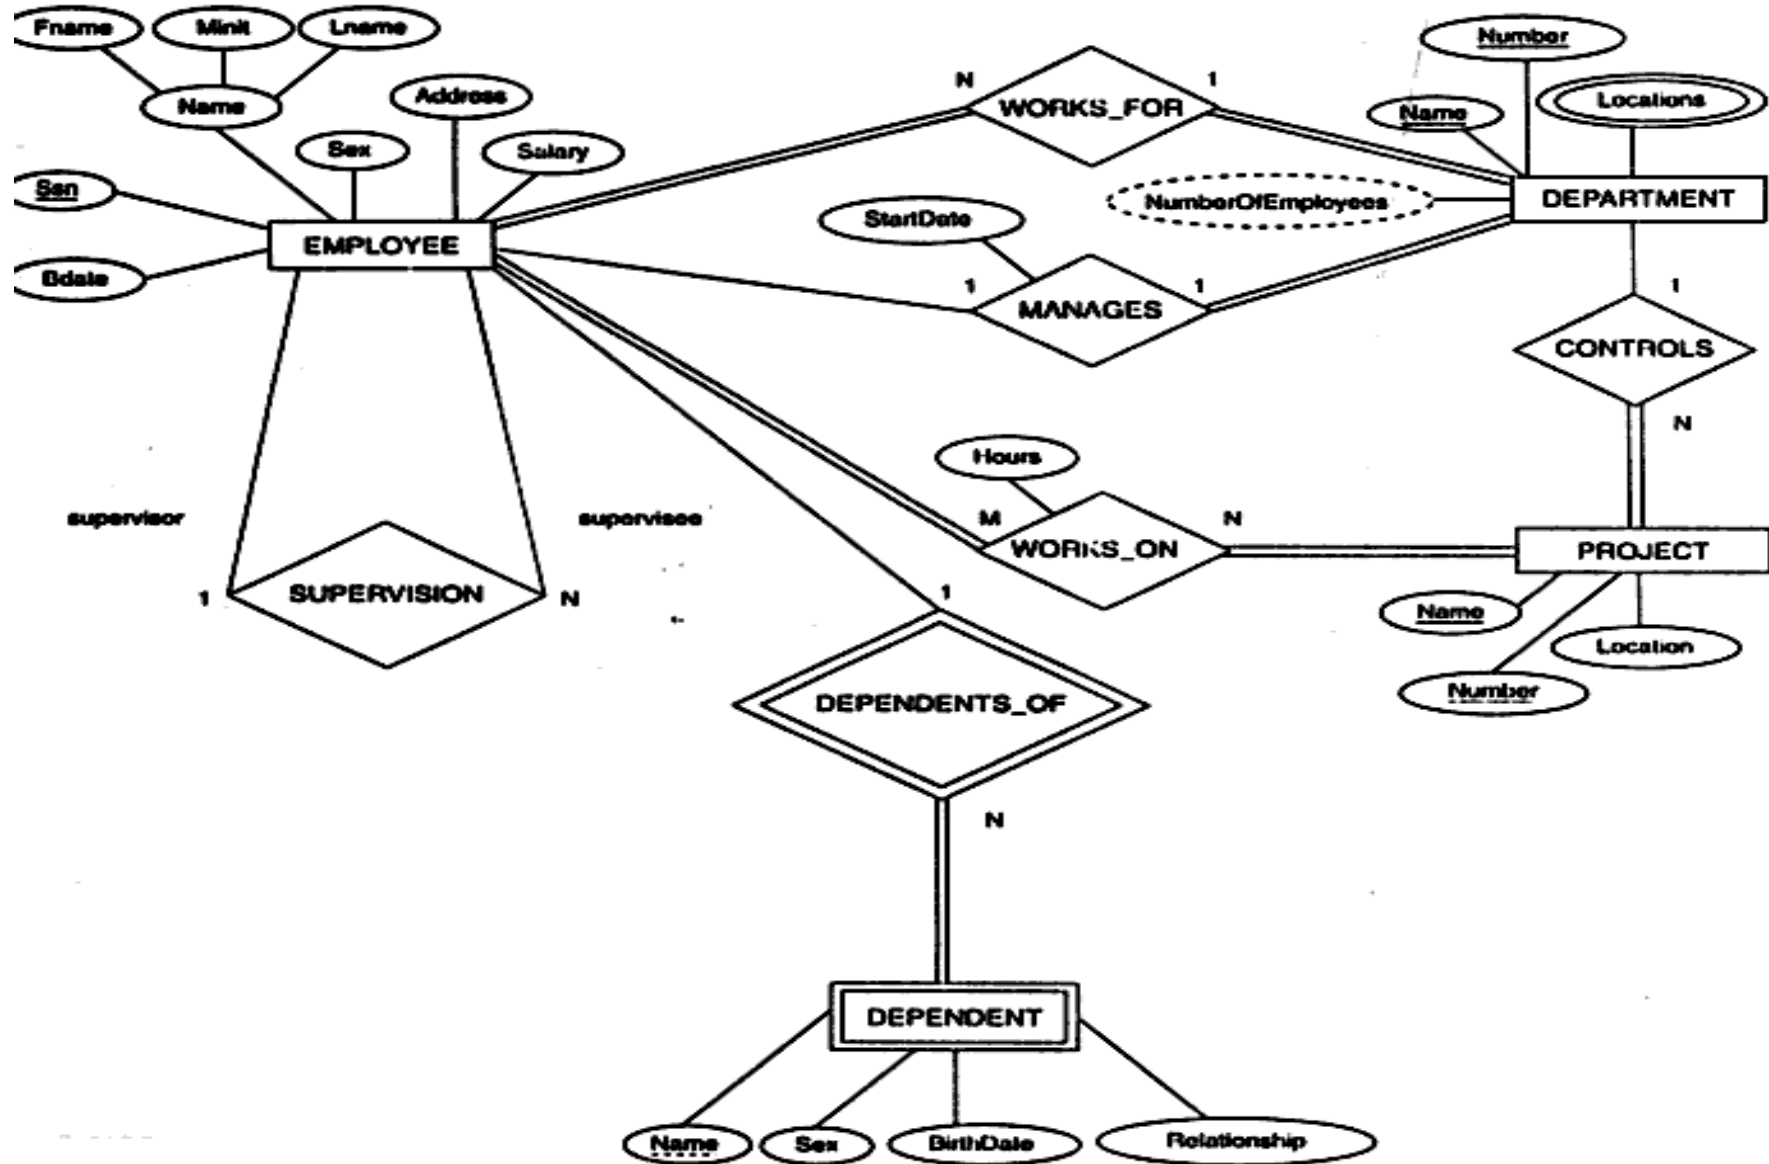 Fname
Minit
Lname
Number
Address
N
1
Name
WORKS_FOR
Name
Locations
Sex
Salary
Ssn
NumberOfEmployees
DEPARTMENT
StartDate
EMPLOYEE
Bdate
1
1
1
MANAGES
CONTROLS
N
Hours
supervisor
supervisee
M
N
WORKS_ON
PROJECT
1
SUPERVISION
N
1
Name
Location
DEPENDENTS_OF
Number
N
DEPENDENT
Name
Sex
BirthDate
Relationship